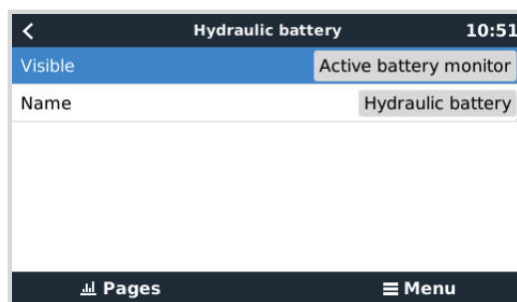 Hydraulic battery 10:51
Visible Active battery monitor
Name Hydraulic battery
Pages Menu